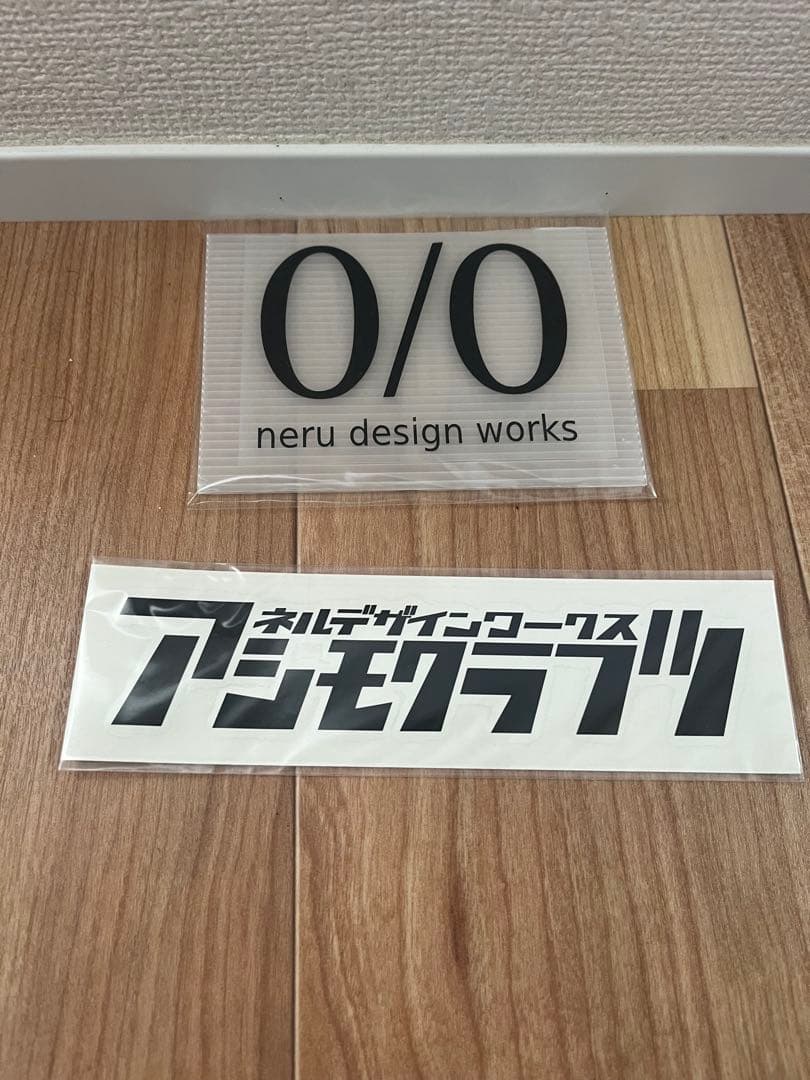 0/0
neru design works
ネルデザインワークス
アシモクラフツ